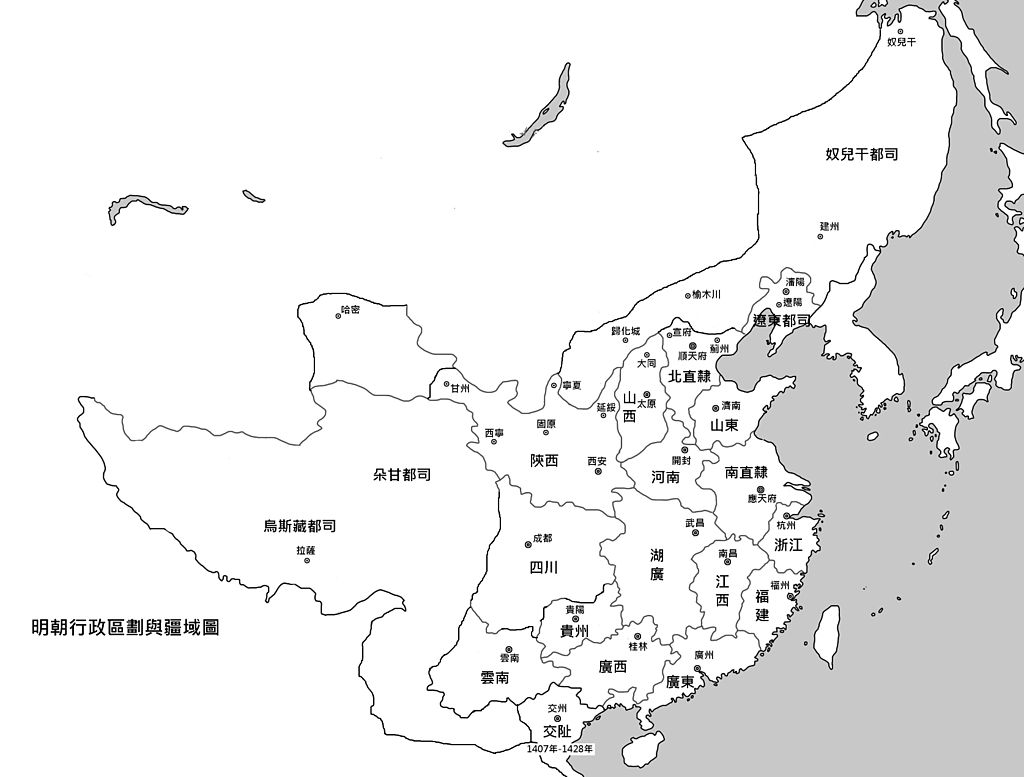 奴兒干
奴兒干都司
建州
瀋陽
遼陽
遼東都司
榆木川
哈密
歸化城
宣府
薊州
順天府
大同
北直隸
甘州
寧夏
山西
太原
延綏
濟南
山東
固原
西寧
陝西
西安
開封
河南
南直隸
應天府
朵甘都司
烏斯藏都司
拉薩
武昌
杭州
浙江
成都
四川
湖廣
南昌
江西
福州
福建
貴陽
貴州
明朝行政區劃與疆域圖
桂林
廣西
廣州
廣東
雲南
雲南
交州
交阯
1407年-1428年